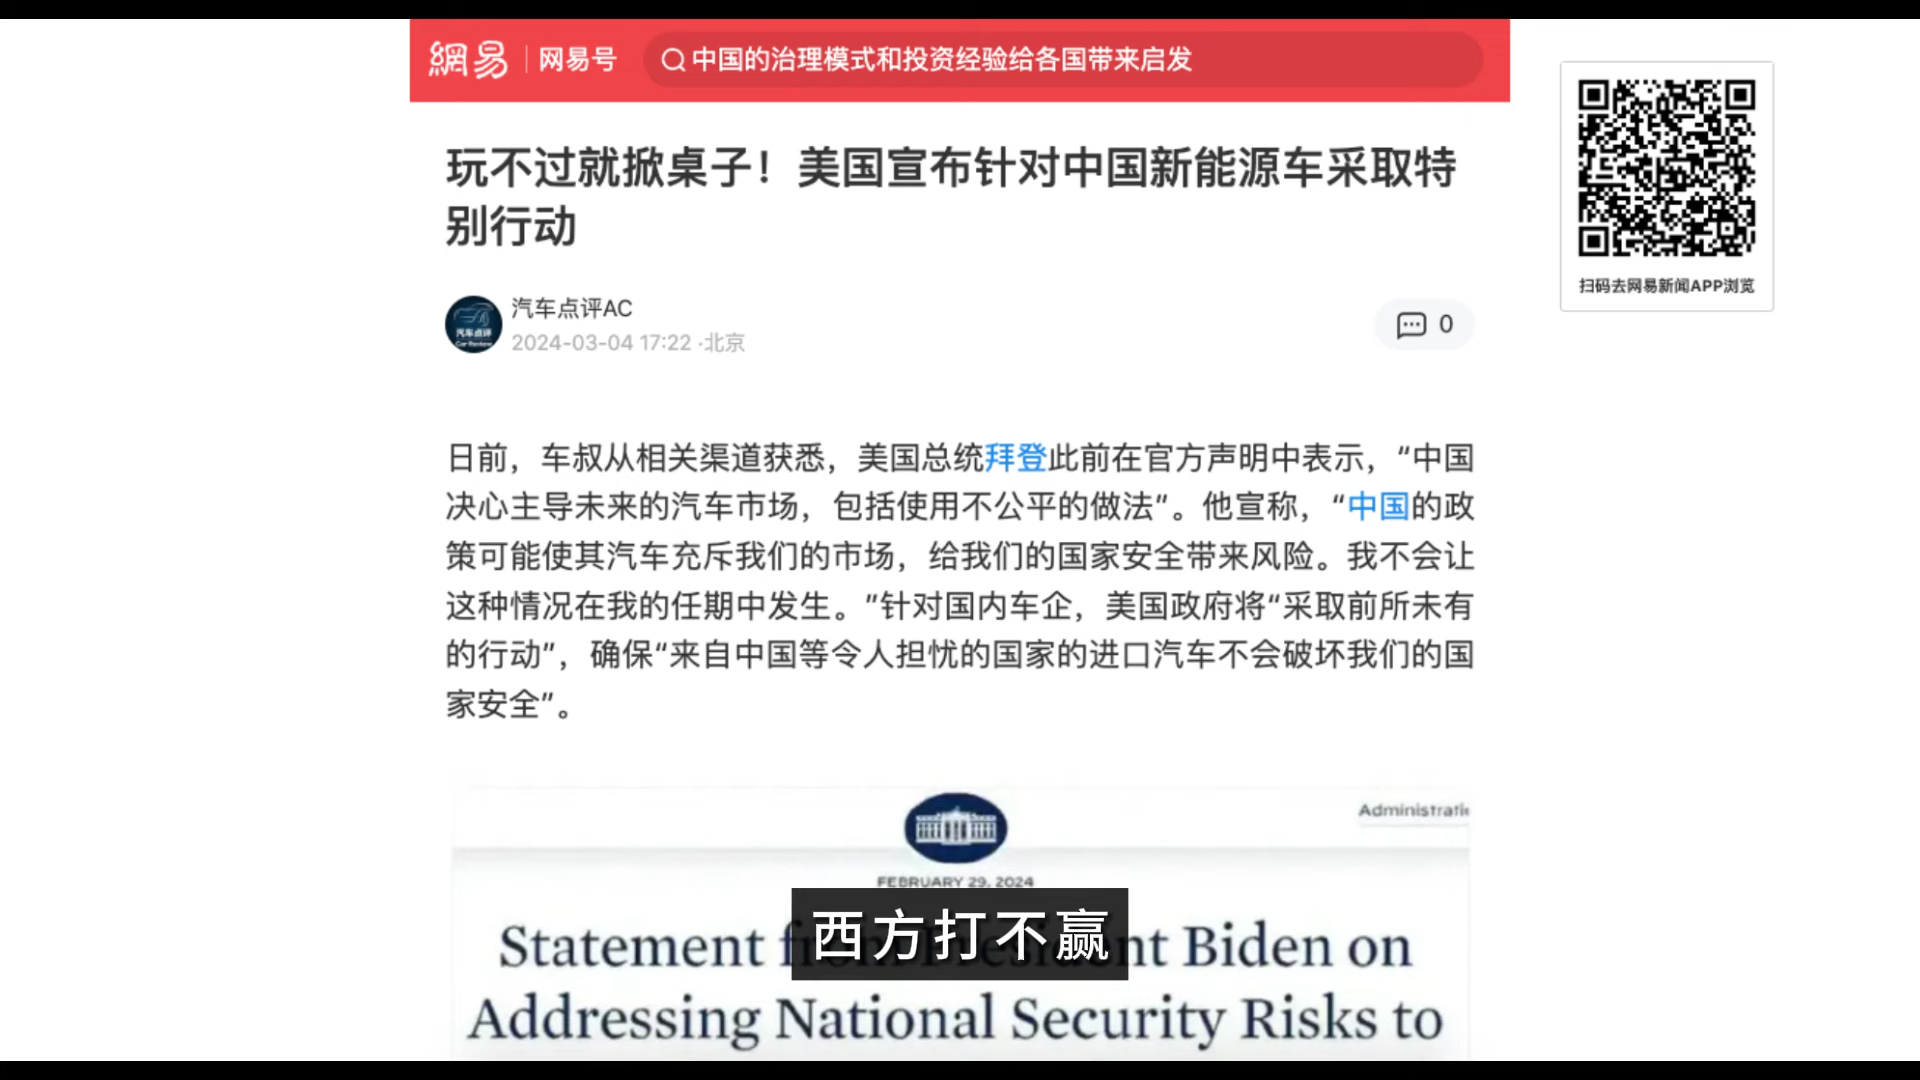 網易 网易号 中国的治理模式和投资经验给各国带来启发
玩不过就掀桌子！美国宣布针对中国新能源车采取特
别行动
汽车点评
Car Review
汽车点评AC
2024-03-04 17:22 ·北京
0
扫码去网易新闻APP浏览
日前，车叔从相关渠道获悉，美国总统拜登此前在官方声明中表示，“中国
决心主导未来的汽车市场，包括使用不公平的做法”。他宣称，“中国的政
策可能使其汽车充斥我们的市场，给我们的国家安全带来风险。我不会让
这种情况在我的任期中发生。”针对国内车企，美国政府将“采取前所未有
的行动”，确保“来自中国等令人担忧的国家的进口汽车不会破坏我们的国
家安全”。
Administrati
FEBRUARY 29, 2024
Statement from President Biden on
西方打不赢
Addressing National Security Risks to